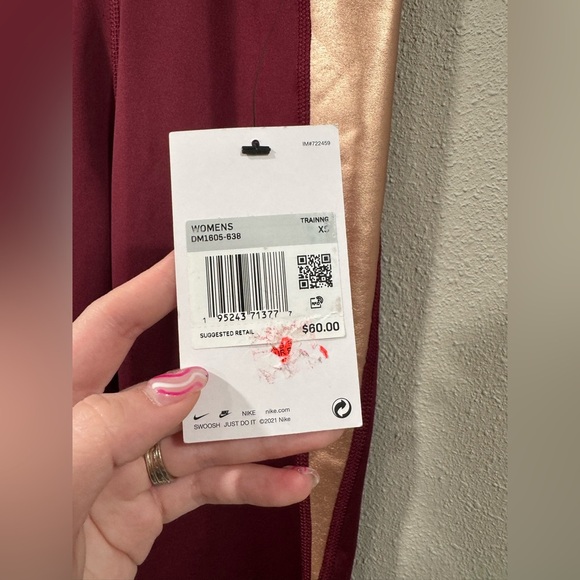 IM#722459
WOMENS TRAINNG
DM1605-638 XS
1 95243 71377 7
SUGGESTED RETAIL $60.00
NIKE nike.com
SWOOSH JUST DO IT ©2021 Nike